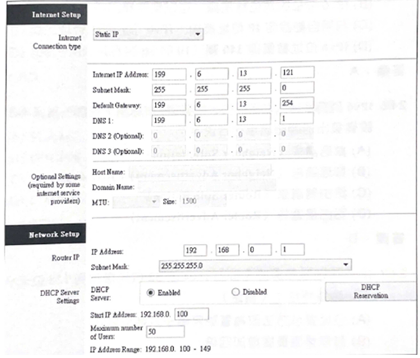 Internet Setup
Internet Connection type
Static IP
Internet IP Address: 199 . 6 . 13 . 121
Subnet Mask: 255 . 255 . 255 . 0
Default Gateway: 199 . 6 . 13 . 254
DNS 1: 199 . 6 . 13 . 1
DNS 2 (Optional): 0 . 0 . 0 . 0
DNS 3 (Optional): 0 . 0 . 0 . 0
Optional Settings
(required by some
internet service
providers)
Host Name:
Domain Name:
MTU: Size: 1500
Network Setup
Router IP
IP Address: 192 . 168 . 0 . 1
Subnet Mask: 255.255.255.0
DHCP Server
Settings
DHCP
Server: Enabled Disabled
DHCP
Reservation
Start IP Address: 192.168.0. 100
Maximum number
of Users: 50
IP Address Range: 192.168.0. 100 - 149